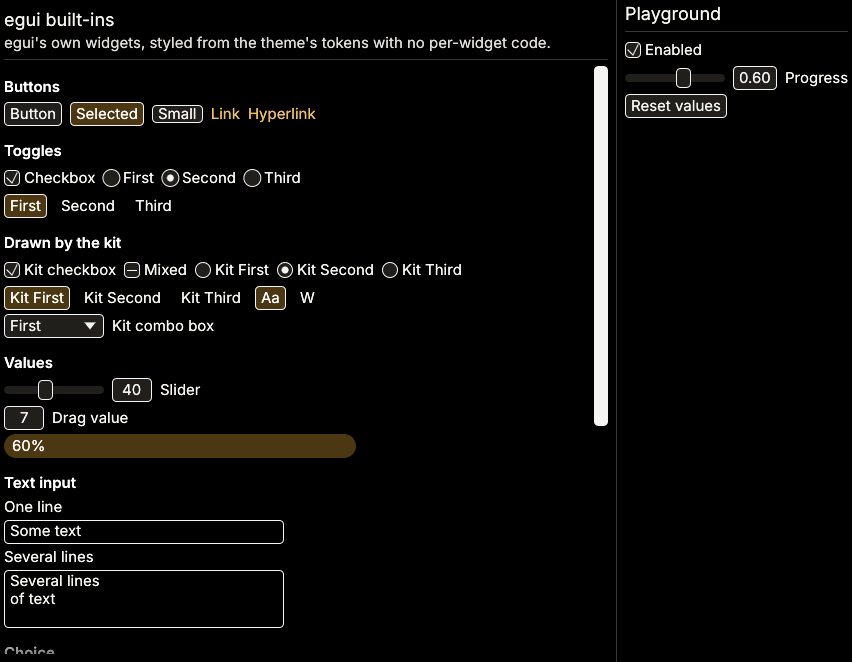 egui built-ins
egui's own widgets, styled from the theme's tokens with no per-widget code.
Buttons
Button Selected Small Link Hyperlink
Toggles
Checkbox First Second Third
First Second Third
Drawn by the kit
Kit checkbox Mixed Kit First Kit Second Kit Third
Kit First Kit Second Kit Third Aa W
First Kit combo box
Values
40 Slider
7 Drag value
60%
Text input
One line
Some text
Several lines
Several lines
of text
Choice
Playground
Enabled
0.60 Progress
Reset values